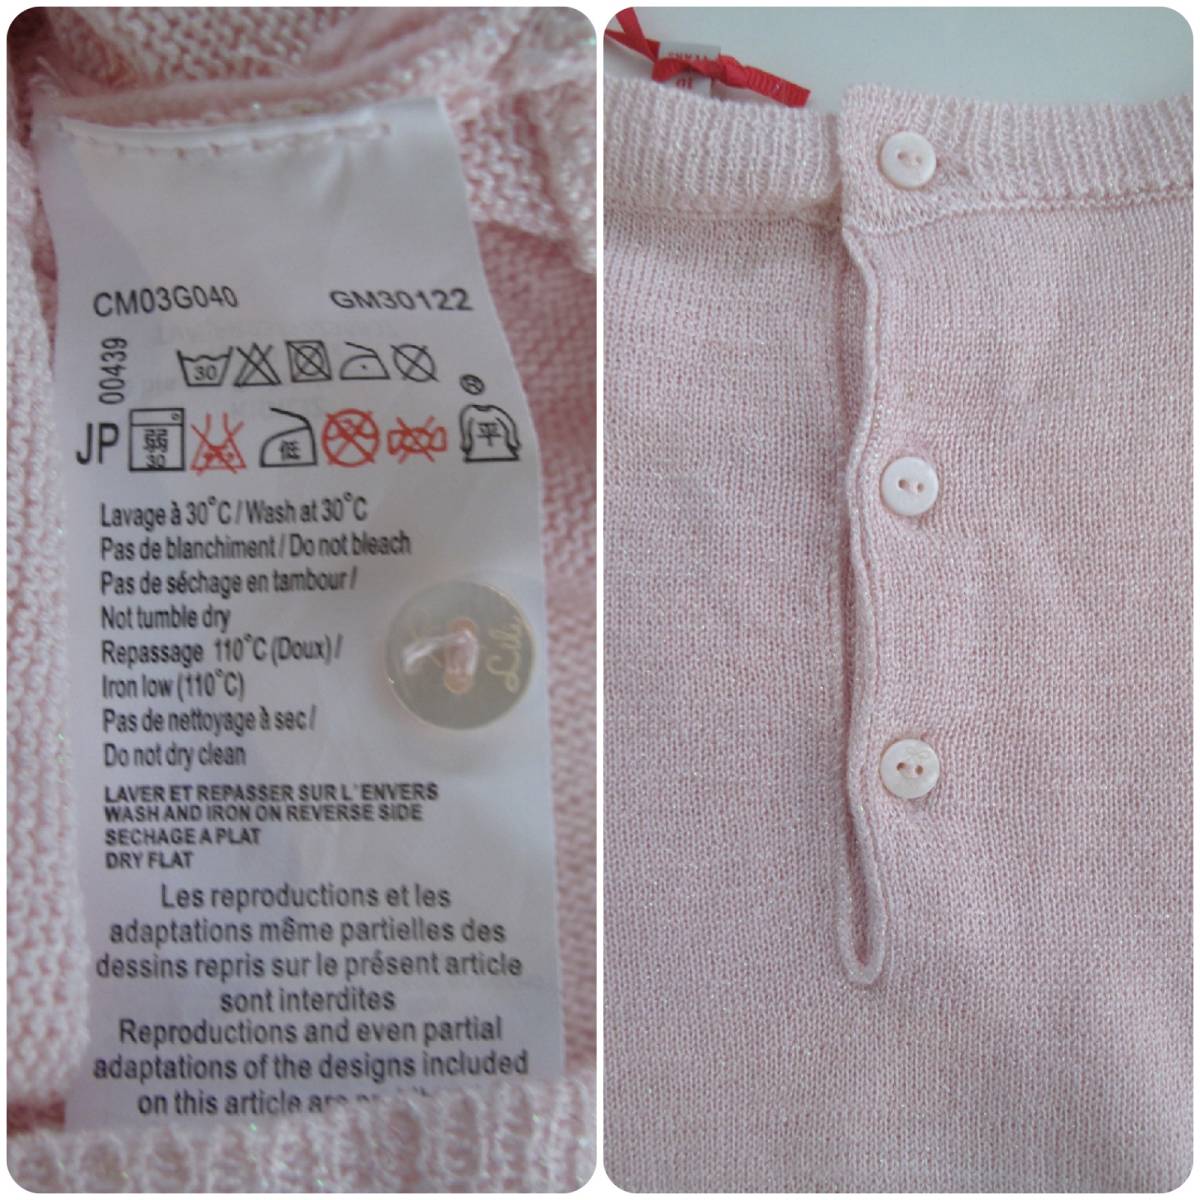 CM03G040 GM30122
00439
30
JP
弱
30
低
平
Lavage à 30°C / Wash at 30°C
Pas de blanchiment / Do not bleach
Pas de séchage en tambour /
Not tumble dry
Repassage 110°C (Doux) /
Iron low (110°C)
Pas de nettoyage à sec /
Do not dry clean
LAVER ET REPASSER SUR L'ENVERS
WASH AND IRON ON REVERSE SIDE
SECHAGE A PLAT
DRY FLAT
Les reproductions et les
adaptations même partielles des
dessins repris sur le présent article
sont interdites
Reproductions and even partial
adaptations of the designs included
on this article are
YEARS
10